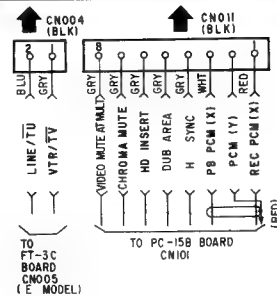 CN004
(BLK)
CN011
(BLK)
2 1
8 1
BLU GRY
GRY GRY GRY GRY GRY WHT RED
LINE/TU
VTR/TV
(VIDEO MUTE AT MULTI)
CHROMA MUTE
HD INSERT
DUB AREA
H SYNC
PB PCM(X)
PCM (Y)
REC PCM(X)
(RED)
TO
FT-3C
BOARD
CN005
(E MODEL)
TO PC-15B BOARD
CN101